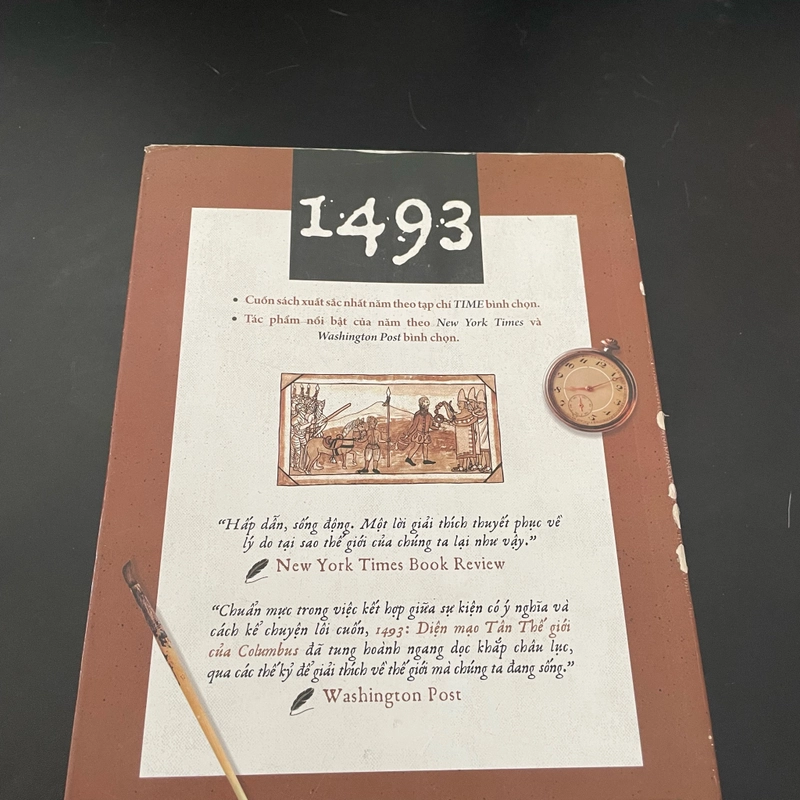 1493
• Cuốn sách xuất sắc nhất năm theo tạp chí TIME bình chọn.
• Tác phẩm nổi bật của năm theo New York Times và
Washington Post bình chọn.
“Hấp dẫn, sống động. Một lời giải thích thuyết phục về
lý do tại sao thế giới của chúng ta lại như vậy.”
New York Times Book Review
“Chuẩn mực trong việc kết hợp giữa sự kiện có ý nghĩa và
cách kể chuyện lôi cuốn, 1493: Diện mạo Tân Thế giới
của Columbus đã tung hoành ngang dọc khắp châu lục,
qua các thế kỷ để giải thích về thế giới mà chúng ta đang sống.”
Washington Post